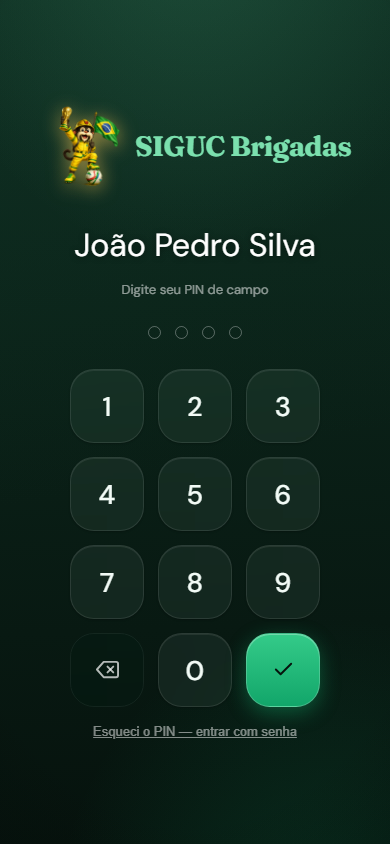 SIGUC Brigadas
João Pedro Silva
Digite seu PIN de campo
1 2 3
4 5 6
7 8 9
0
Esqueci o PIN — entrar com senha